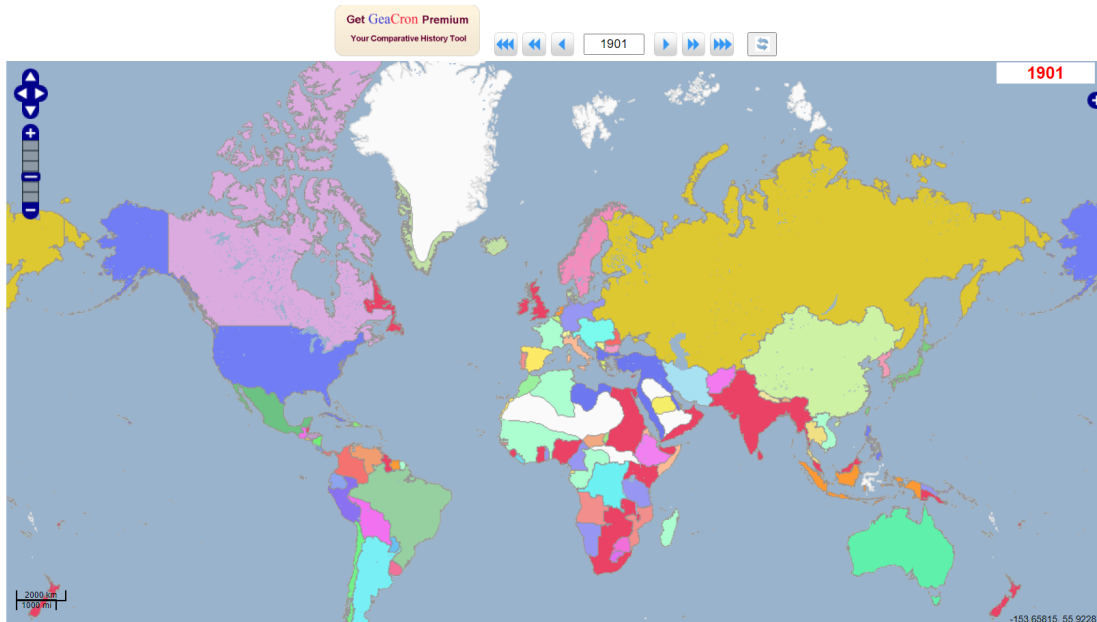 Get GeaCron Premium
Your Comparative History Tool
1901
1901
2000 km
1000 mi
-153.65815, 55.9228